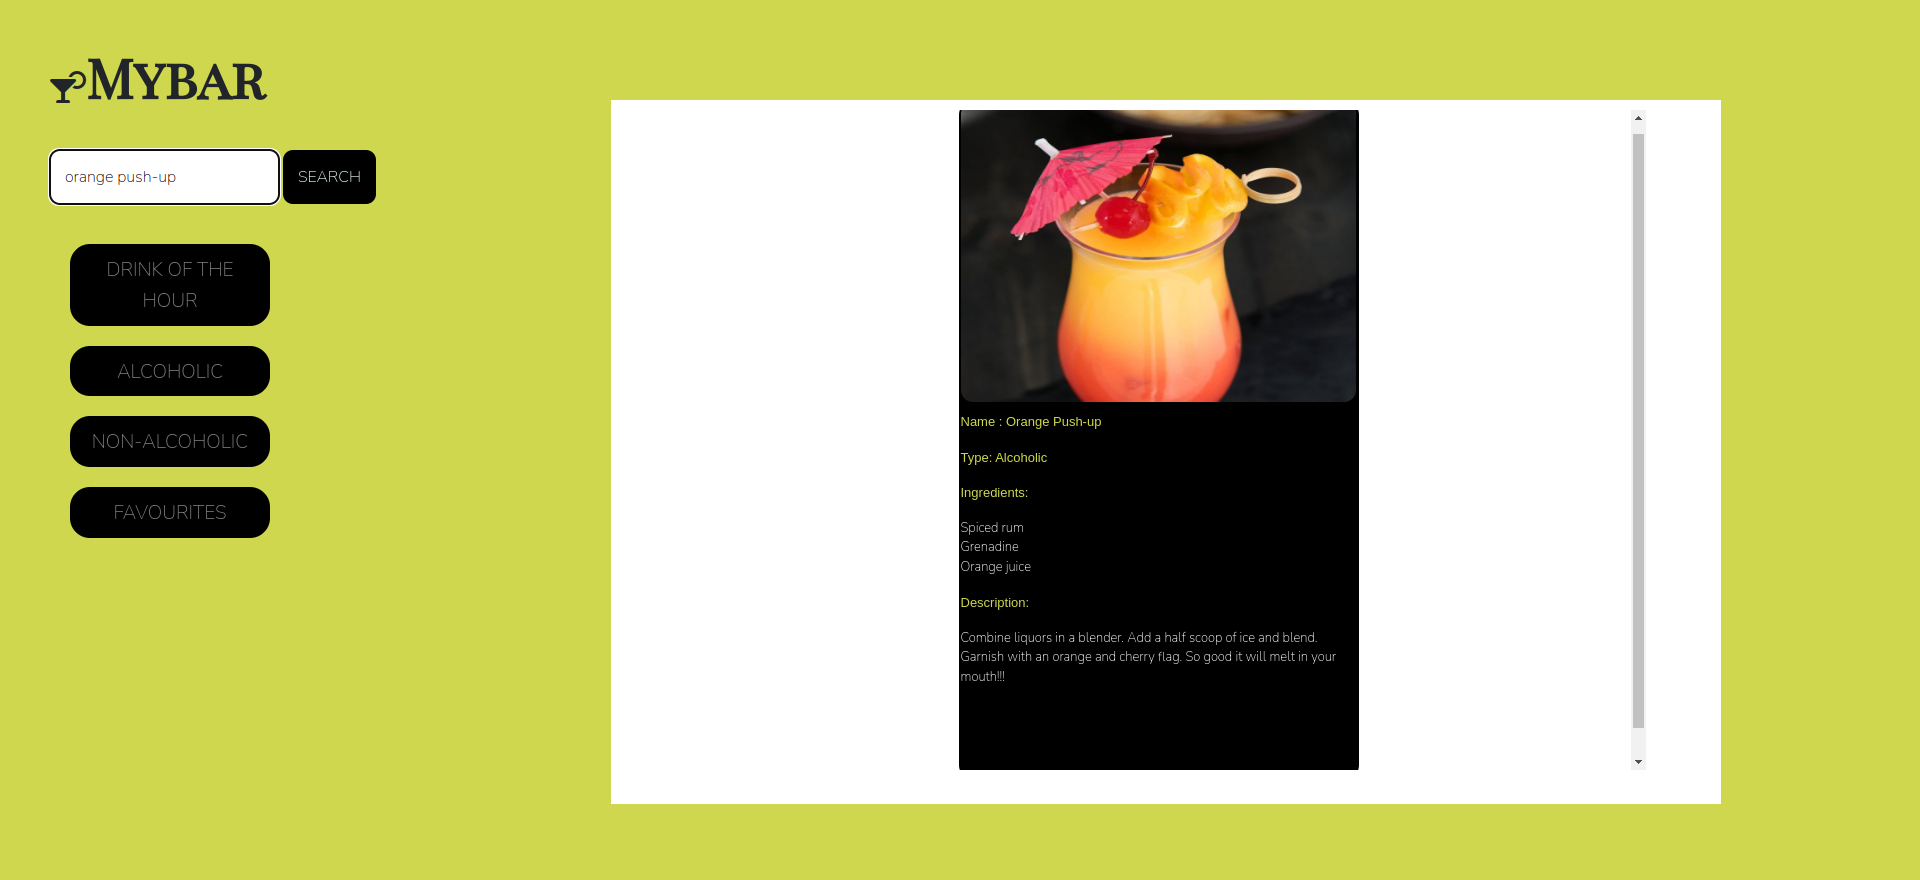 MYBAR
orange push-up
SEARCH
DRINK OF THE
HOUR
ALCOHOLIC
NON-ALCOHOLIC
FAVOURITES
Name : Orange Push-up
Type: Alcoholic
Ingredients:
Spiced rum
Grenadine
Orange juice
Description:
Combine liquors in a blender. Add a half scoop of ice and blend.
Garnish with an orange and cherry flag. So good it will melt in your
mouth!!!